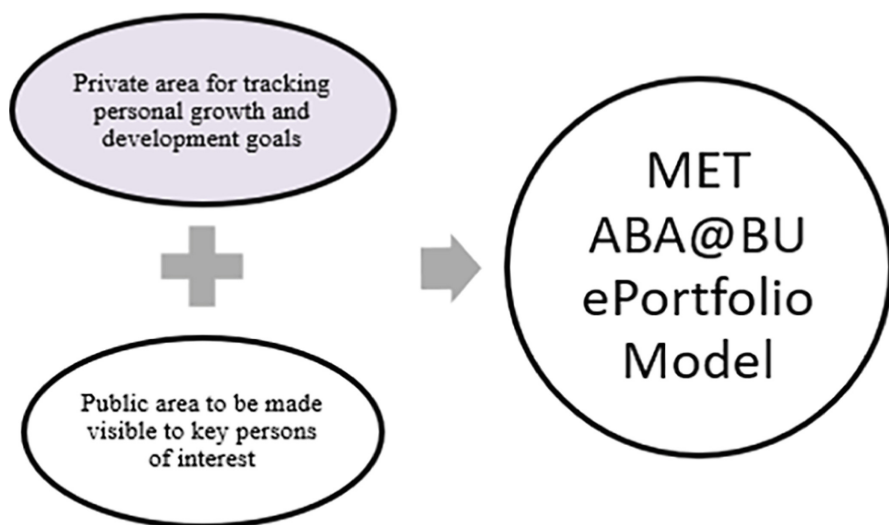 Private area for tracking
personal growth and
development goals
Public area to be made
visible to key persons
of interest
MET
ABA@BU
ePortfolio
Model